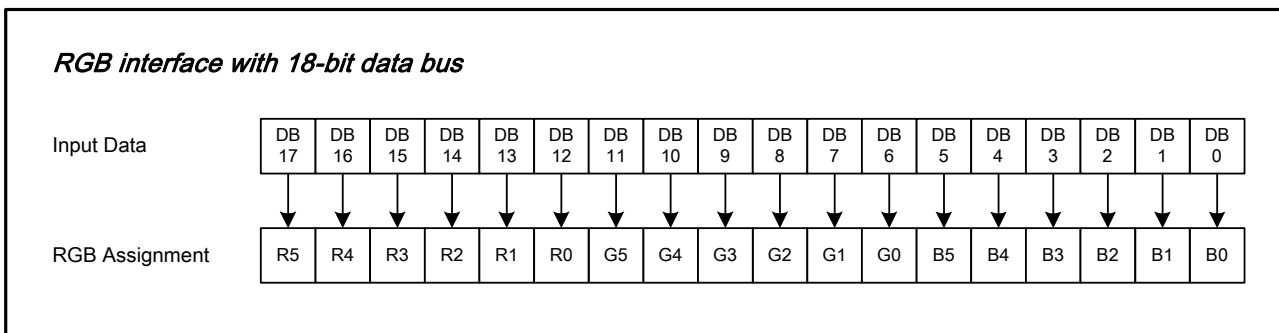 RGB interface with 18-bit data bus
Input Data DB 17 DB 16 DB 15 DB 14 DB 13 DB 12 DB 11 DB 10 DB 9 DB 8 DB 7 DB 6 DB 5 DB 4 DB 3 DB 2 DB 1 DB 0
RGB Assignment R5 R4 R3 R2 R1 R0 G5 G4 G3 G2 G1 G0 B5 B4 B3 B2 B1 B0